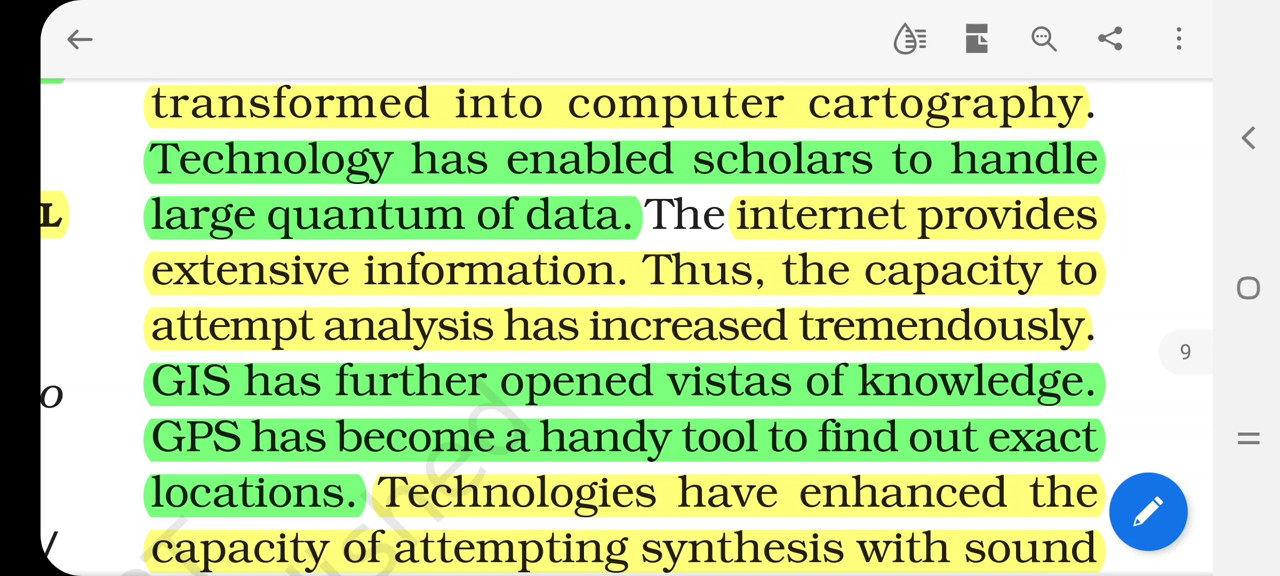 transformed into computer cartography.
Technology has enabled scholars to handle
large quantum of data. The internet provides
L
extensive information. Thus, the capacity to
attempt analysis has increased tremendously.
9
GIS has further opened vistas of knowledge.
o
GPS has become a handy tool to find out exact
locations. Technologies have enhanced the
capacity of attempting synthesis with sound